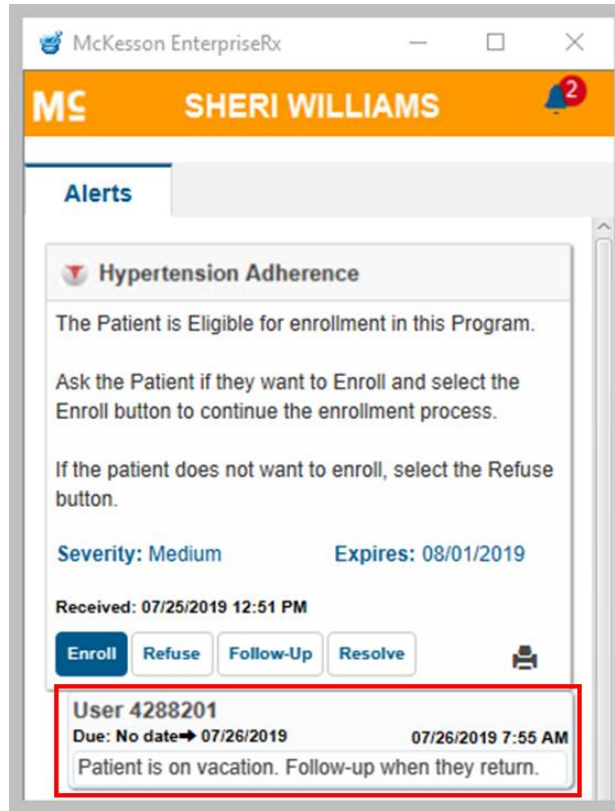 McKesson EnterpriseRx
MC SHERI WILLIAMS 2
Alerts
Hypertension Adherence
The Patient is Eligible for enrollment in this Program.
Ask the Patient if they want to Enroll and select the
Enroll button to continue the enrollment process.
If the patient does not want to enroll, select the Refuse
button.
Severity: Medium Expires: 08/01/2019
Received: 07/25/2019 12:51 PM
Enroll Refuse Follow-Up Resolve
User 4288201
Due: No date➔ 07/26/2019 07/26/2019 7:55 AM
Patient is on vacation. Follow-up when they return.